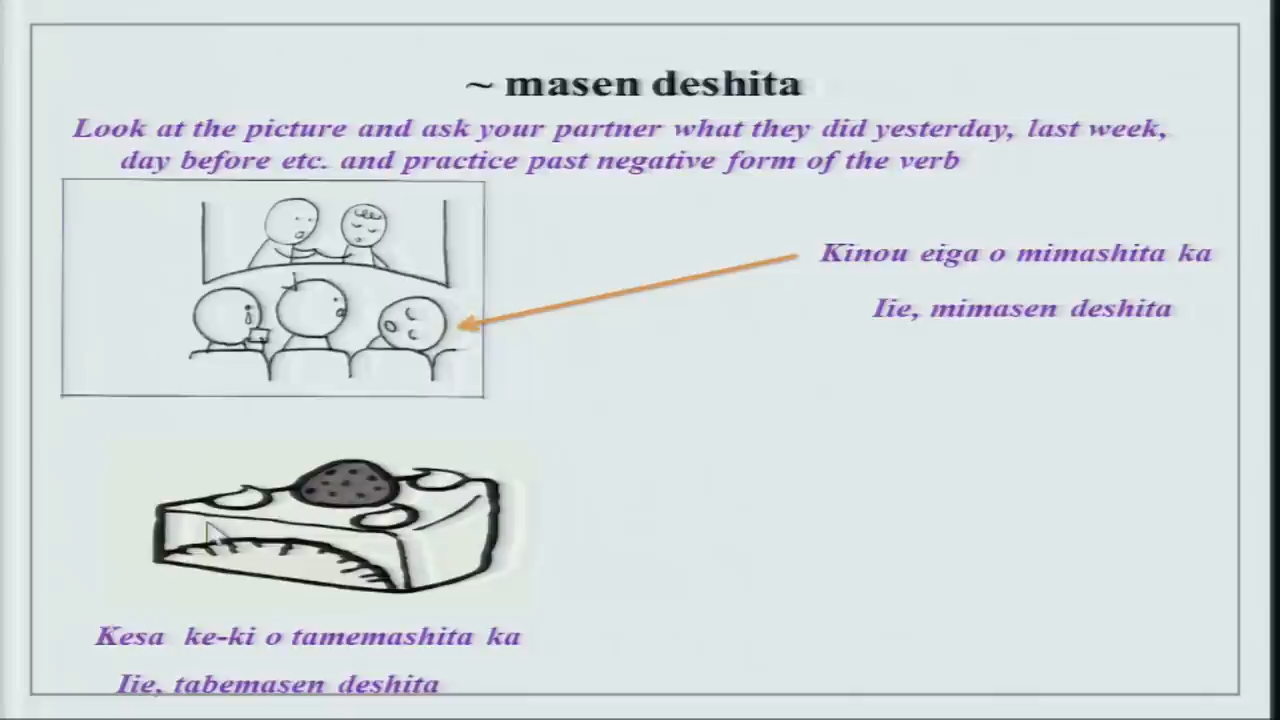 ~ masen deshita
Look at the picture and ask your partner what they did yesterday, last week,
day before etc. and practice past negative form of the verb
Kinou eiga o mimashita ka
Iie, mimasen deshita
Kesa ke-ki o tamemashita ka
Iie, tabemasen deshita